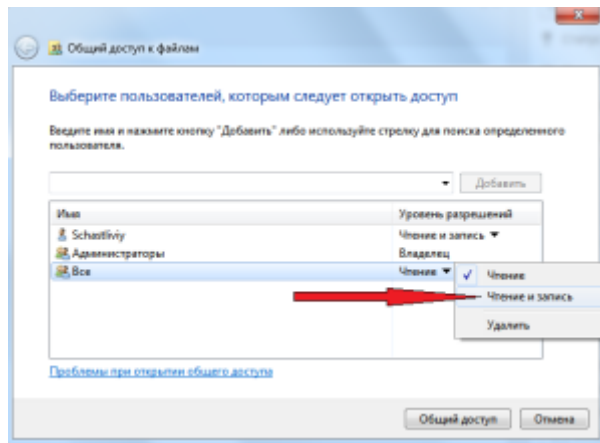 Общий доступ к файлам
Выберите пользователей, которым следует открыть доступ
Введите имя и нажмите кнопку "Добавить" либо используйте стрелку для поиска определенного
пользователя.
Добавить
Имя Уровень разрешений
Schastliviy Чтение и запись
Администраторы Владелец
Все Чтение
Чтение
Чтение и запись
Удалить
Проблемы при открытии общего доступа
Общий доступ Отмена